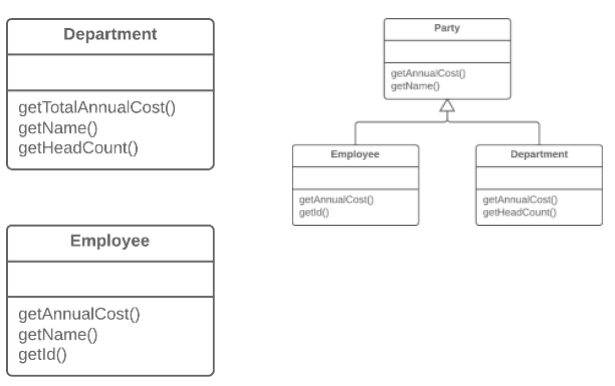 Department
getTotalAnnualCost()
getName()
getHeadCount()
Employee
getAnnualCost()
getName()
getId()
Party
getAnnualCost()
getName()
Employee
getAnnualCost()
getId()
Department
getAnnualCost()
getHeadCount()